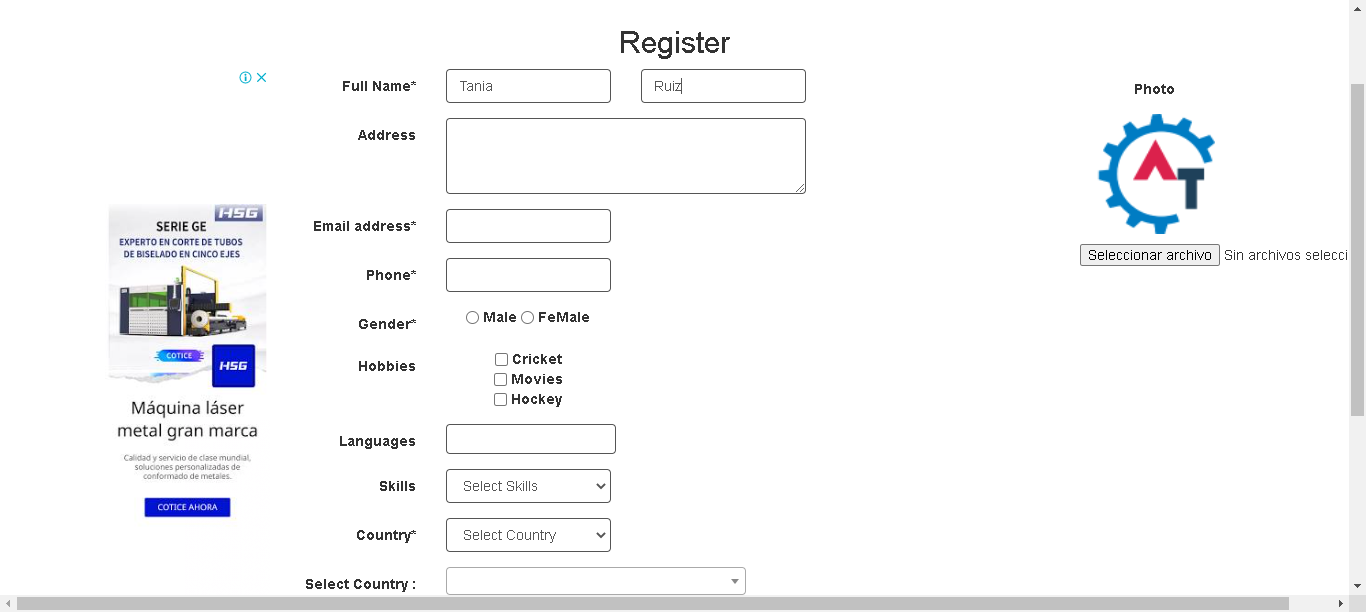 Register
Full Name*
Tania
Ruiz
Photo
Address
AT
Email address*
Seleccionar archivo Sin archivos selecci
Phone*
Gender*
Male FeMale
Hobbies
Cricket
Movies
Hockey
Languages
Skills
Select Skills
Country*
Select Country
Select Country :
HSG
SERIE GE
EXPERTO EN CORTE DE TUBOS
DE BISELADO EN CINCO EJES
COTICE
HSG
Máquina láser
metal gran marca
Calidad y servicio de clase mundial,
soluciones personalizadas de
conformado de metales.
COTICE AHORA